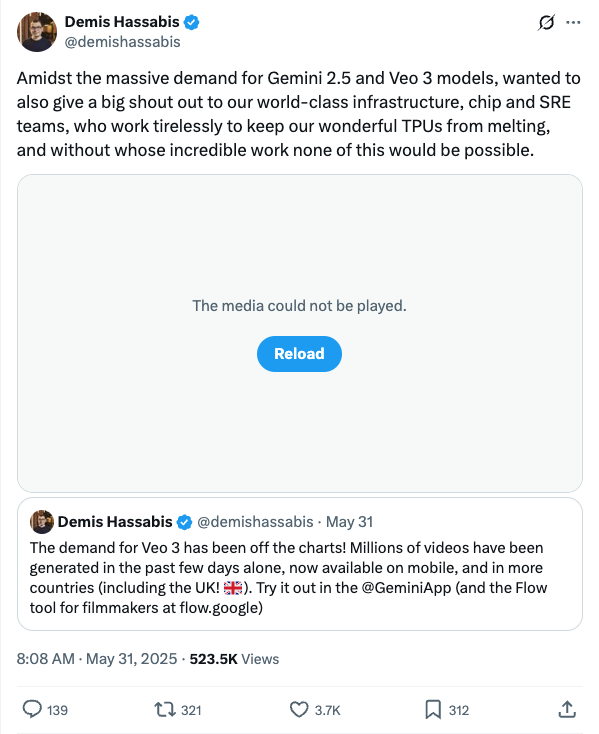 Demis Hassabis
@demishassabis
Amidst the massive demand for Gemini 2.5 and Veo 3 models, wanted to
also give a big shout out to our world-class infrastructure, chip and SRE
teams, who work tirelessly to keep our wonderful TPUs from melting,
and without whose incredible work none of this would be possible.
The media could not be played.
Reload
Demis Hassabis @demishassabis · May 31
The demand for Veo 3 has been off the charts! Millions of videos have been
generated in the past few days alone, now available on mobile, and in more
countries (including the UK! 🇬🇧). Try it out in the @GeminiApp (and the Flow
tool for filmmakers at flow.google)
8:08 AM · May 31, 2025 · 523.5K Views
139 321 3.7K 312